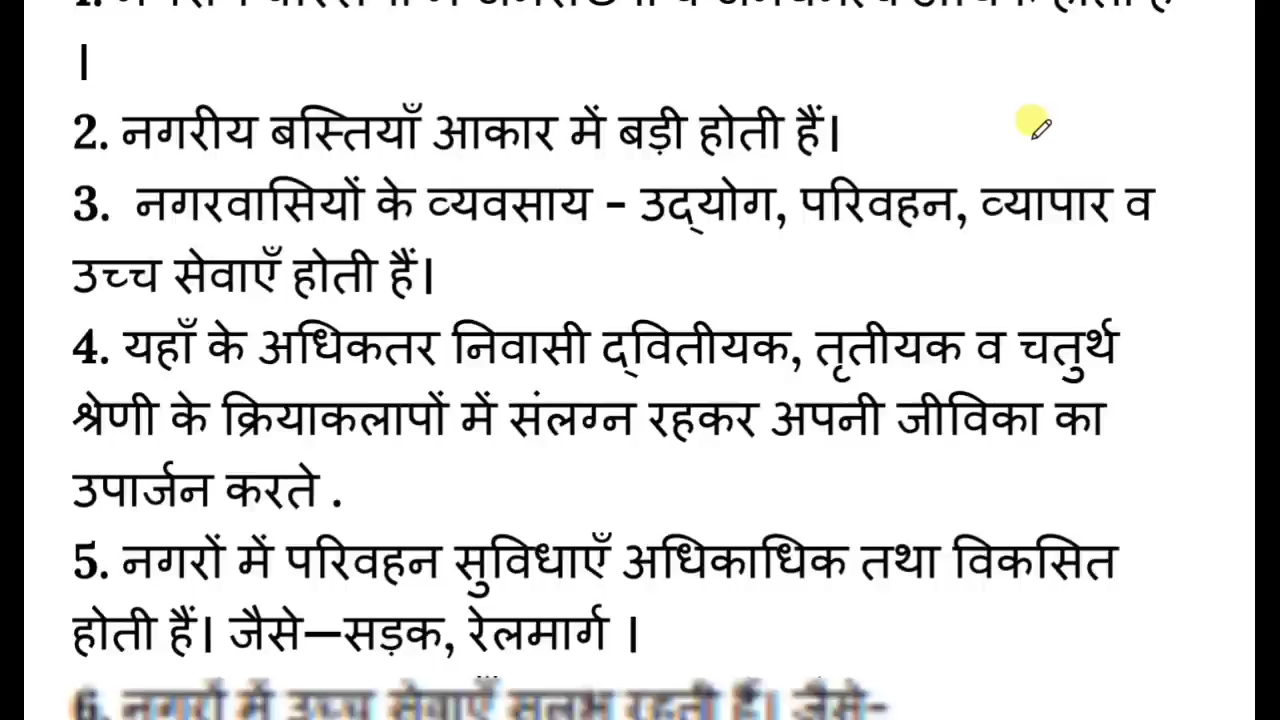 ।
2. नगरीय बस्तियाँ आकार में बड़ी होती हैं।
3. नगरवासियों के व्यवसाय - उद्योग, परिवहन, व्यापार व
उच्च सेवाएँ होती हैं।
4. यहाँ के अधिकतर निवासी द्वितीयक, तृतीयक व चतुर्थ
श्रेणी के क्रियाकलापों में संलग्न रहकर अपनी जीविका का
उपार्जन करते .
5. नगरों में परिवहन सुविधाएँ अधिकाधिक तथा विकसित
होती हैं। जैसे—सड़क, रेलमार्ग ।
6. नगरों में उच्च सेवाएँ सुलभ रहती हैं। जैसे-